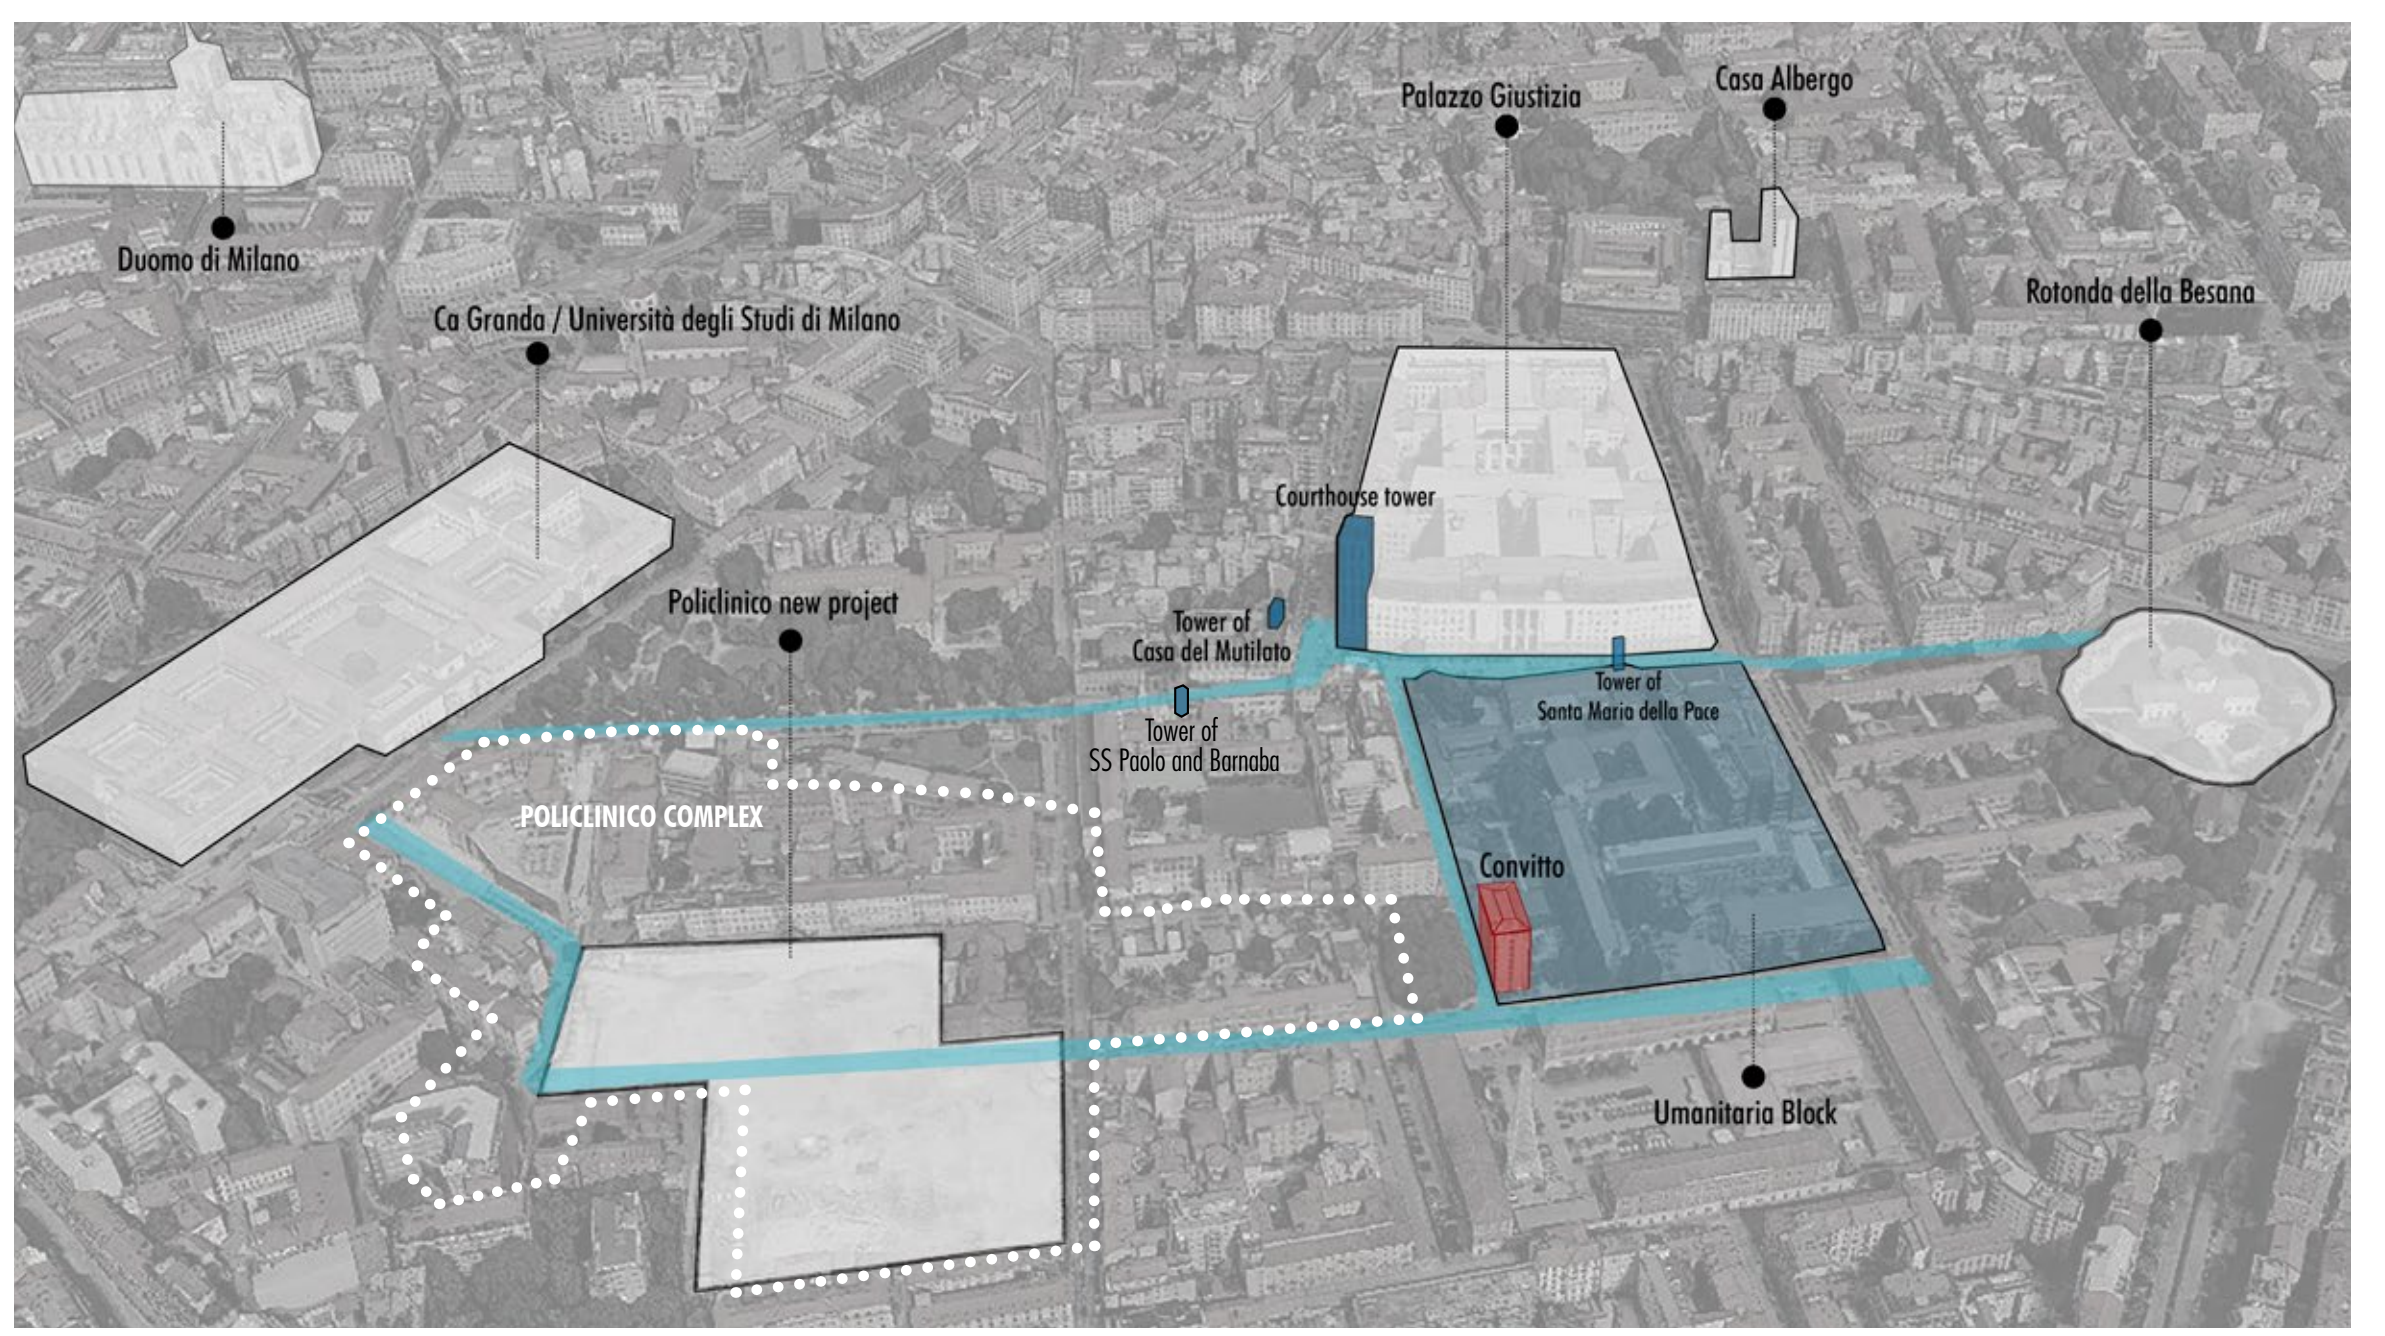 Casa Albergo
Palazzo Giustizia
Duomo di Milano
Rotonda della Besana
Ca Granda / Università degli Studi di Milano
Courthouse tower
Policlinico new project
Tower of
Casa del Mutilato
Tower of
Santa Maria della Pace
Tower of
SS Paolo and Barnaba
POLICLINICO COMPLEX
Convitto
Umanitaria Block